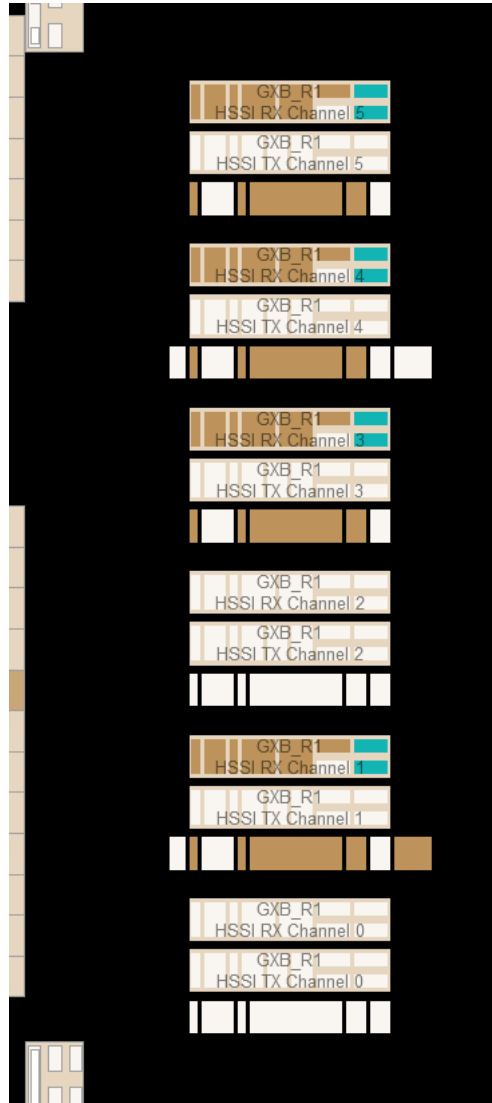 GXB_R1
HSSI RX Channel 5
GXB_R1
HSSI TX Channel 5
GXB_R1
HSSI RX Channel 4
GXB_R1
HSSI TX Channel 4
GXB_R1
HSSI RX Channel 3
GXB_R1
HSSI TX Channel 3
GXB_R1
HSSI RX Channel 2
GXB_R1
HSSI TX Channel 2
GXB_R1
HSSI RX Channel 1
GXB_R1
HSSI TX Channel 1
GXB_R1
HSSI RX Channel 0
GXB_R1
HSSI TX Channel 0